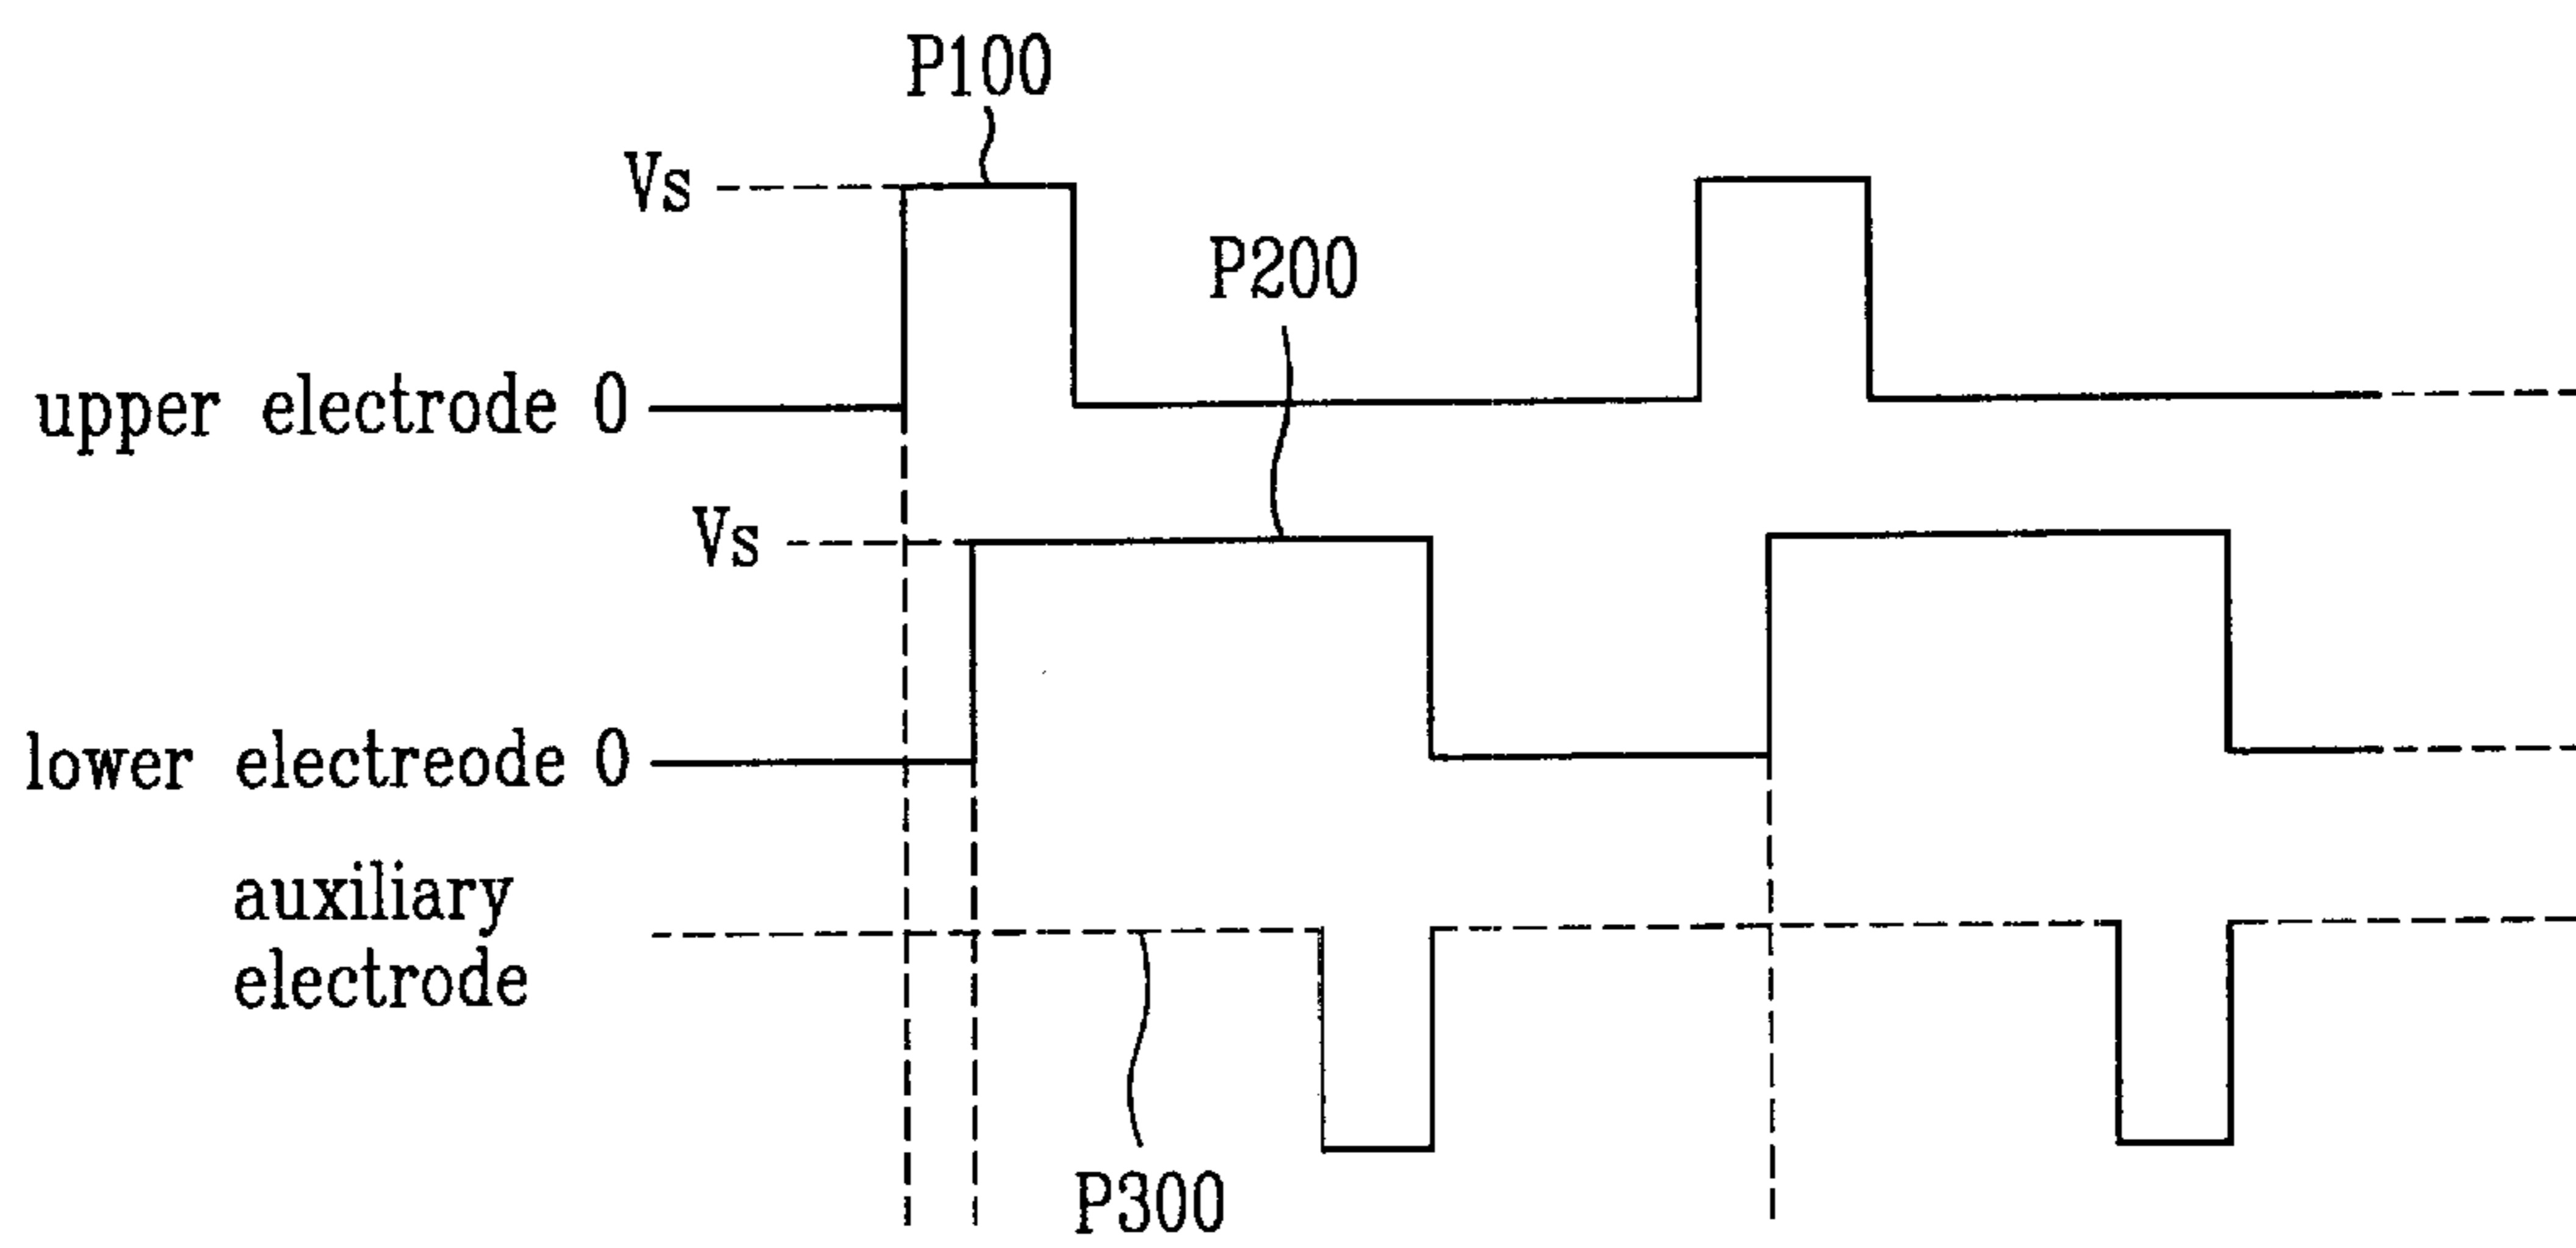 P100
Vs
P200
upper electrode 0
Vs
lower electreode 0
auxiliary
electrode
P300